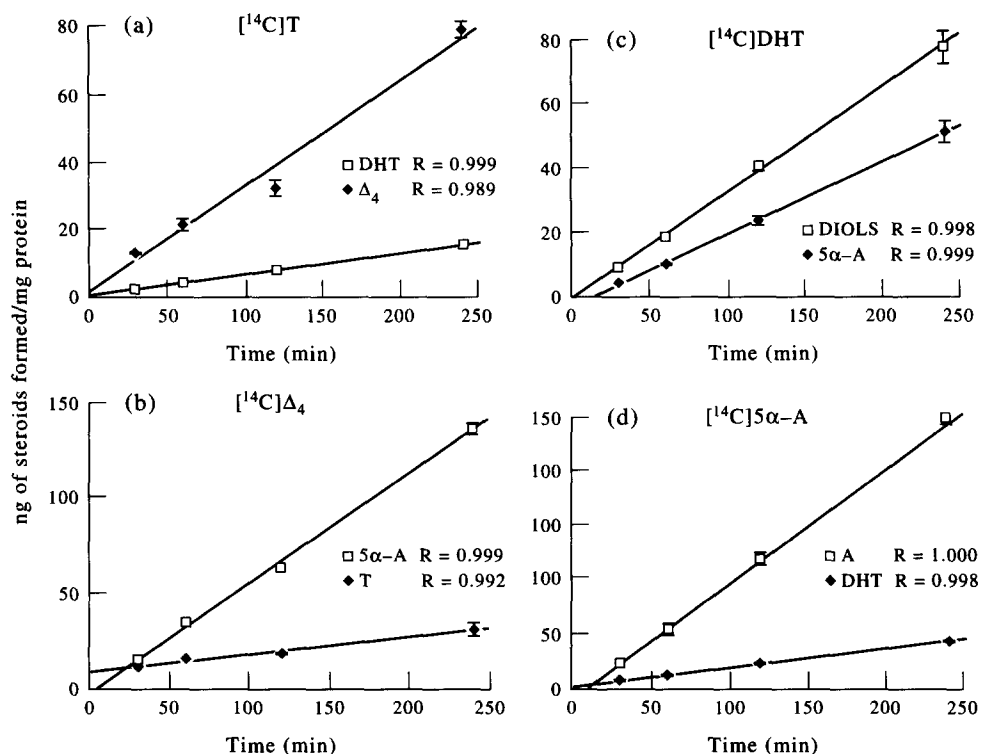 ng of steroids formed/mg protein
(a) [¹⁴C]T
80
60
40
20
0
DHT R = 0.999
Δ₄ R = 0.989
0 50 100 150 200 250
Time (min)
(c) [¹⁴C]DHT
80
60
40
20
0
DIOLS R = 0.998
5α–A R = 0.999
0 50 100 150 200 250
Time (min)
(b) [¹⁴C]Δ₄
150
100
50
0
5α–A R = 0.999
T R = 0.992
0 50 100 150 200 250
Time (min)
(d) [¹⁴C]5α–A
150
100
100
100
50
0
A R = 1.000
DHT R = 0.998
0 50 100 150 200 250
Time (min)